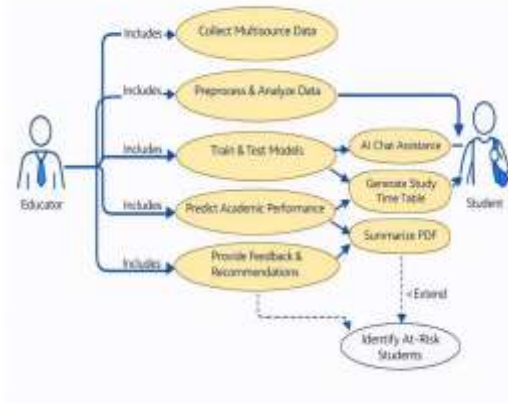 Includes
Collect Multisource Data
Includes
Preprocess & Analyze Data
Includes
Train & Test Models
AI Chat Assistance
Educator
Generate Study
Time Table
Student
Includes
Predict Academic Performance
Summarize PDF
Includes
Provide Feedback &
Recommendations
<Extend
Identify At-Risk
Students